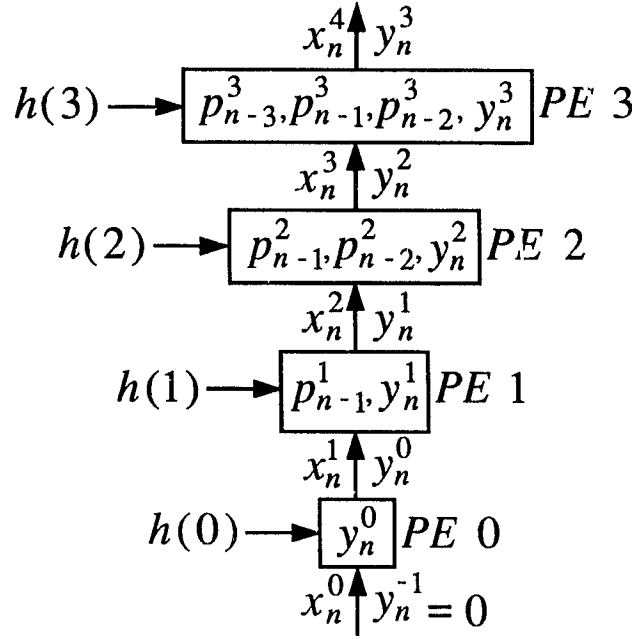 x_n^4 y_n^3
h(3) p_{n-3}^3, p_{n-1}^3, p_{n-2}^3, y_n^3 PE 3
x_n^3 y_n^2
h(2) p_{n-1}^2, p_{n-2}^2, y_n^2 PE 2
x_n^2 y_n^1
h(1) p_{n-1}^1, y_n^1 PE 1
x_n^1 y_n^0
h(0) y_n^0 PE 0
x_n^0 y_n^{-1} = 0